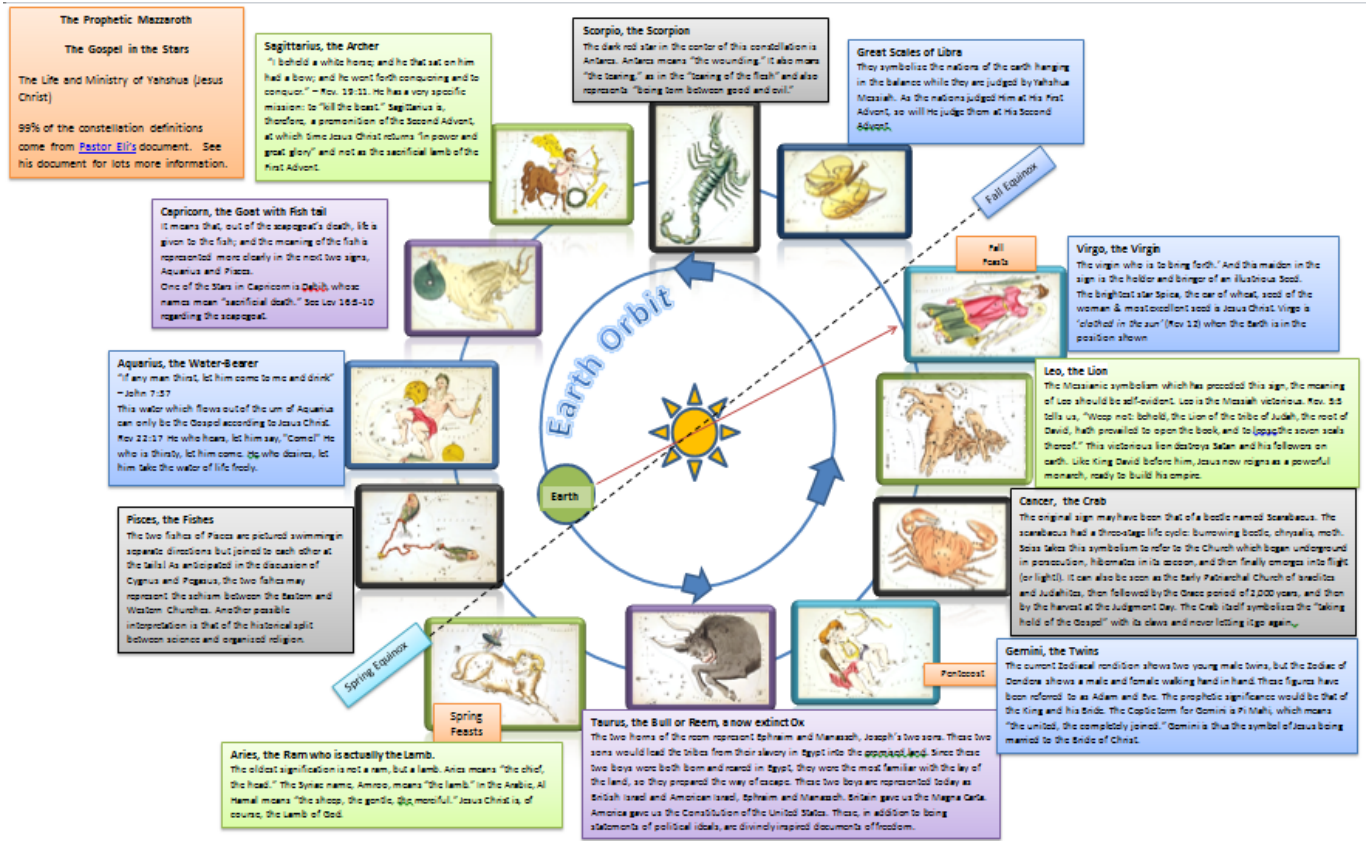 The Prophetic Mazzaroth
The Gospel in the Stars
The Life and Ministry of Yahshua (Jesus
Christ)
99% of the constellation definitions
come from Pastor Eli's document. See
his document for lots more information.
Sagittarius, the Archer
"I behold a white horse; and he that sat on him
had a bow; and he went forth conquering and to
conquer." – Rev. 19:11. He has a very specific
mission: to "kill the beast." Sagittarius is,
therefore, a premonition of the Second Advent,
at which time Jesus Christ returns "in power and
great glory" and not as the sacrificial lamb of the
First Advent.
Scorpio, the Scorpion
The dark red star in the center of this constellation is
Antares. Antares means "the wounding." It also means
"the tearing," as in the "tearing of the flesh" and also
represents "being torn between good and evil."
Great Scales of Libra
They symbolise the nations of the earth hanging
in the balance while they are judged by Yahshua
Messiah. As the nations judged Him at His First
Advent, so will He judge them at His Second
Advent.
Fall Equinox
Capricorn, the Goat with Fish tail
It means that, out of the scapegoat's death, life is
given to the fish; and the meaning of the fish is
represented more clearly in the next two signs,
Aquarius and Pisces.
One of the Stars in Capricorn is Dabih, whose
names mean "sacrificial death." See Lev 16:8-10
regarding the scapegoat.
Fall
Feasts
Virgo, the Virgin
The virgin who is to bring forth.' And this maiden in the
sign is the holder and bringer of an illustrious Seed.
The brightest star Spica, the ear of wheat, seed of the
woman & most excellent seed is Jesus Christ. Virgo is
'clothed in the sun' (Rev 12) when the Earth is in the
position shown
Earth Orbit
Aquarius, the Water-Bearer
"If any man thirst, let him come to me and drink"
– John 7:37
This water which flows out of the urn of Aquarius
can only be the Gospel according to Jesus Christ.
Rev 22:17 He who hears, let him say, "Come!" He
who is thirsty, let him come. He who desires, let
him take the water of life freely.
Leo, the Lion
The Messianic symbolism which has preceded this sign, the meaning
of Leo should be self-evident. Leo is the Messiah victorious. Rev. 5:5
tells us, "Weep not: behold, the Lion of the tribe of Judah, the root of
David, hath prevailed to open the book, and to loose the seven seals
thereof." This victorious lion destroys Satan and his followers on
earth. Like King David before him, Jesus now reigns as a powerful
monarch, ready to build his empire.
Earth
Pisces, the Fishes
The two fishes of Pisces are pictured swimming in
separate directions but joined to each other at
the tails! As anticipated in the discussion of
Cygnus and Pegasus, the two fishes may
represent the schism between the Eastern and
Western Churches. Another possible
interpretation is that of the historical split
between science and organised religion.
Cancer, the Crab
The original sign may have been that of a beetle named Scarabaeus. The
scarabaeus had a three-stage life cycle: burrowing beetle, chrysalis, moth.
Seiss takes this symbolism to refer to the Church which began underground
in persecution, hibernates in its cocoon, and then finally emerges into flight
(or light!). It can also be seen as the Early Patriarchal Church of Israelites
and Judahites, then followed by the Grace period of 2,000 years, and then
by the harvest at the Judgment Day. The Crab itself symbolises the "taking
hold of the Gospel" with its claws and never letting it go again.
Spring Equinox
Gemini, the Twins
The current Zodiacal rendition shows two young male twins, but the Zodiac of
Dendera shows a male and female walking hand in hand. These figures have
been referred to as Adam and Eve. The prophetic significance would be that of
the King and his Bride. The Coptic term for Gemini is Pi Mahi, which means
"the united, the completely joined." Gemini is thus the symbol of Jesus being
married to the Bride of Christ.
Pentecost
Spring
Feasts
Aries, the Ram who is actually the Lamb.
The oldest signification is not a ram, but a lamb. Aries means "the chief,
the head." The Syriac name, Amroo, means "the lamb." In the Arabic, Al
Hamal means "the sheep, the gentle, the merciful." Jesus Christ is, of
course, the Lamb of God.
Taurus, the Bull or Reem, a now extinct Ox
The two horns of the reem represent Ephraim and Manasseh, Joseph's two sons. These two
sons would lead the tribes from their slavery in Egypt into the promised land. Since these
two boys were both born and reared in Egypt, they were the most familiar with the lay of
the land, so they prepared the way of escape. These two boys are represented today as
British Israel and American Israel, Ephraim and Manasseh. Britain gave us the Magna Carta.
America gave us the Constitution of the United States. These, in addition to being
statements of political ideals, are divinely inspired documents of freedom.